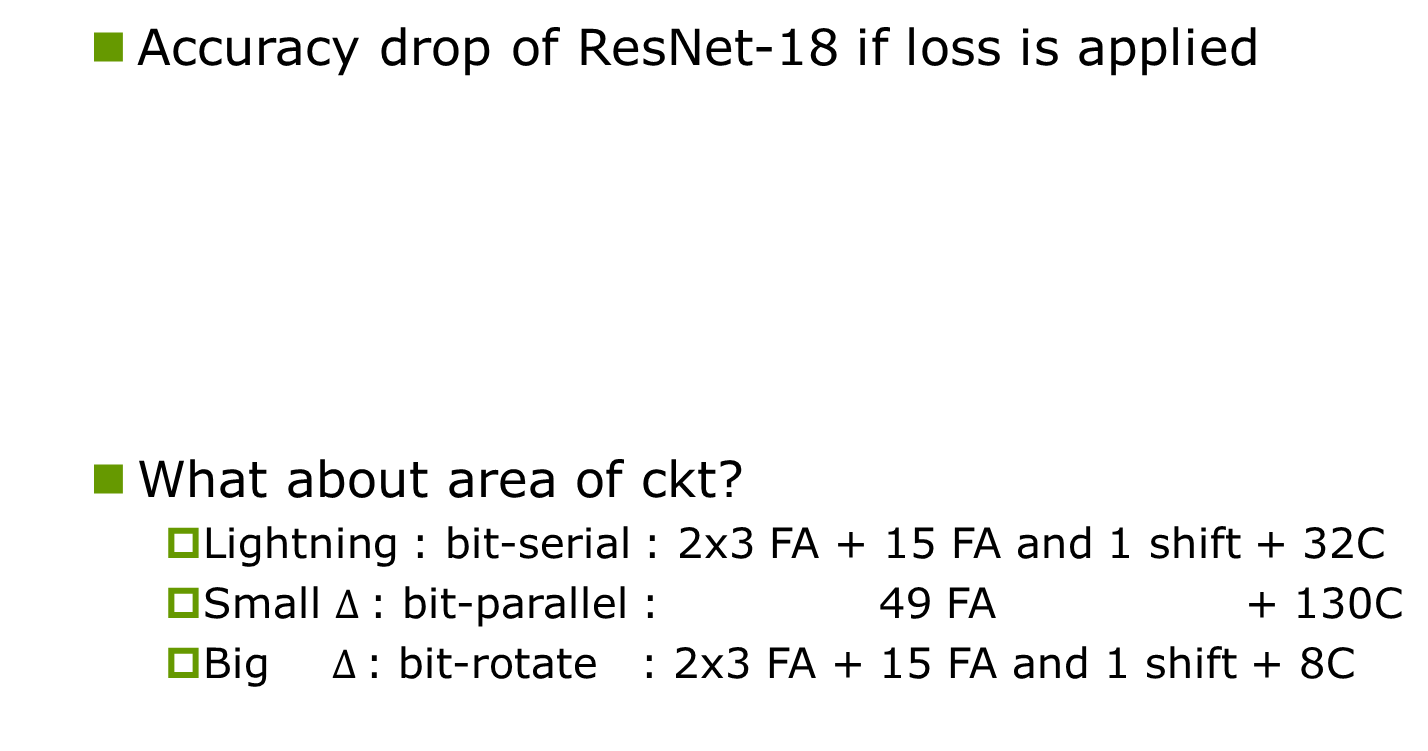 Accuracy drop of ResNet-18 if loss is applied
What about area of ckt?
Lightning : bit-serial : 2x3 FA + 15 FA and 1 shift + 32C
Small Δ : bit-parallel : 49 FA + 130C
Big Δ : bit-rotate : 2x3 FA + 15 FA and 1 shift + 8C